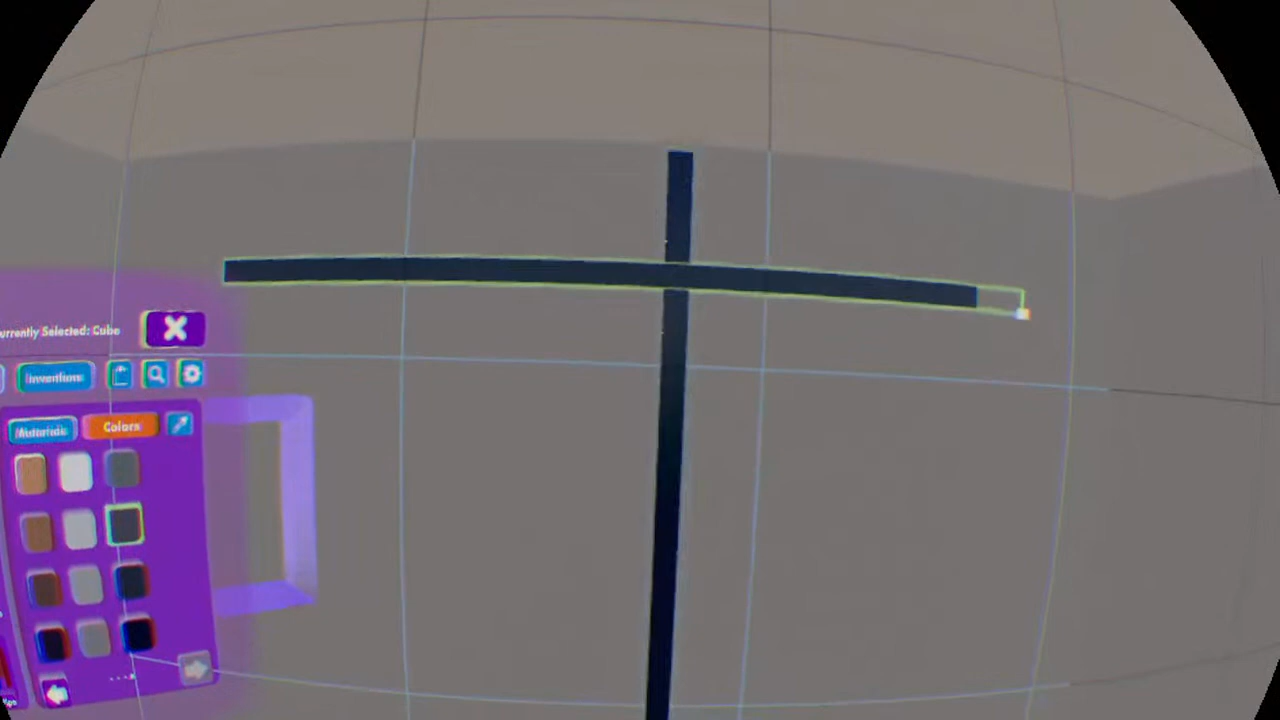 urrently Selected: Cube
Inventions
Materials
Colors